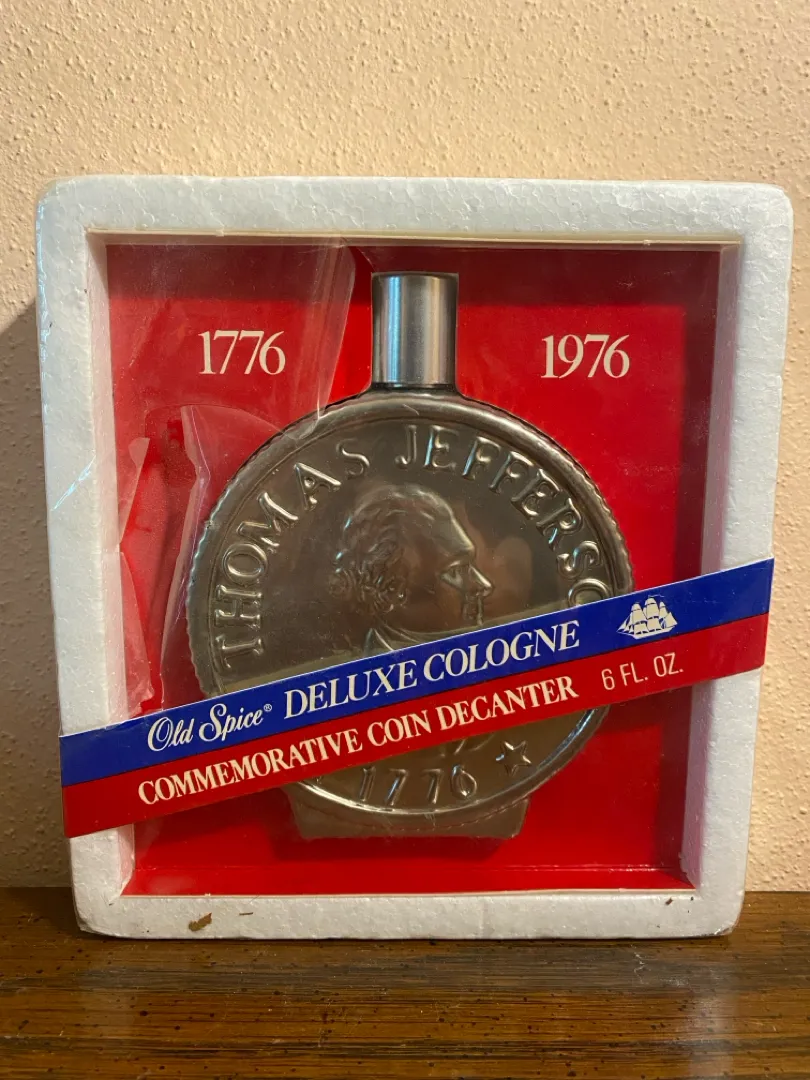 1776
1976
THOMAS JEFFERSO
Old Spice® DELUXE COLOGNE
COMMEMORATIVE COIN DECANTER 6 FL. OZ.
1776